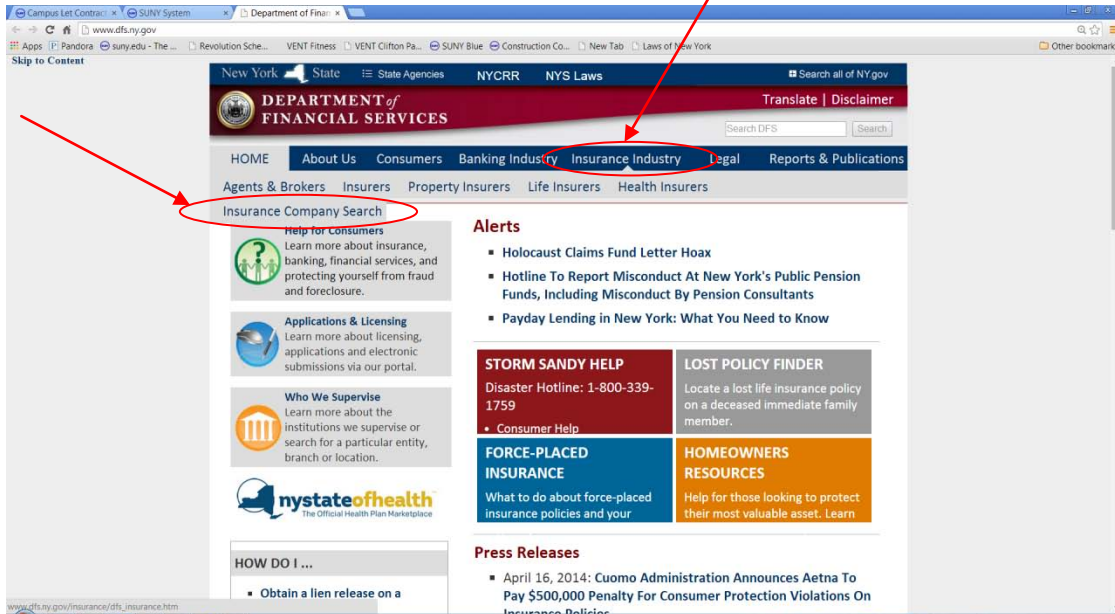 Campus Let Contract
SUNY System
Department of Finan
www.dfs.ny.gov
Apps Pandora suny.edu - The ... Revolution Sche... VENT Fitness VENT Clifton Pa... SUNY Blue Construction Co... New Tab Laws of New York Other bookmark
Skip to Content
New York State State Agencies NYCRR NYS Laws Search all of NY.gov
DEPARTMENT of
FINANCIAL SERVICES
Translate | Disclaimer
Search DFS Search
HOME About Us Consumers Banking Industry Insurance Industry Legal Reports & Publications
Agents & Brokers Insurers Property Insurers Life Insurers Health Insurers
Insurance Company Search
Help for Consumers
Learn more about insurance,
banking, financial services, and
protecting yourself from fraud
and foreclosure.
Applications & Licensing
Learn more about licensing,
applications and electronic
submissions via our portal.
Who We Supervise
Learn more about the
institutions we supervise or
search for a particular entity,
branch or location.
nystateofhealth
The Official Health Plan Marketplace
HOW DO I ...
Obtain a lien release on a
Alerts
Holocaust Claims Fund Letter Hoax
Hotline To Report Misconduct At New York's Public Pension
Funds, Including Misconduct By Pension Consultants
Payday Lending in New York: What You Need to Know
STORM SANDY HELP
Disaster Hotline: 1-800-339-
1759
• Consumer Help
LOST POLICY FINDER
Locate a lost life insurance policy
on a deceased immediate family
member.
FORCE-PLACED
INSURANCE
What to do about force-placed
insurance policies and your
HOMEOWNERS
RESOURCES
Help for those looking to protect
their most valuable asset. Learn
Press Releases
April 16, 2014: Cuomo Administration Announces Aetna To
Pay $500,000 Penalty For Consumer Protection Violations On
Insurance Policies
www.dfs.ny.gov/insurance/dfs_insurance.htm